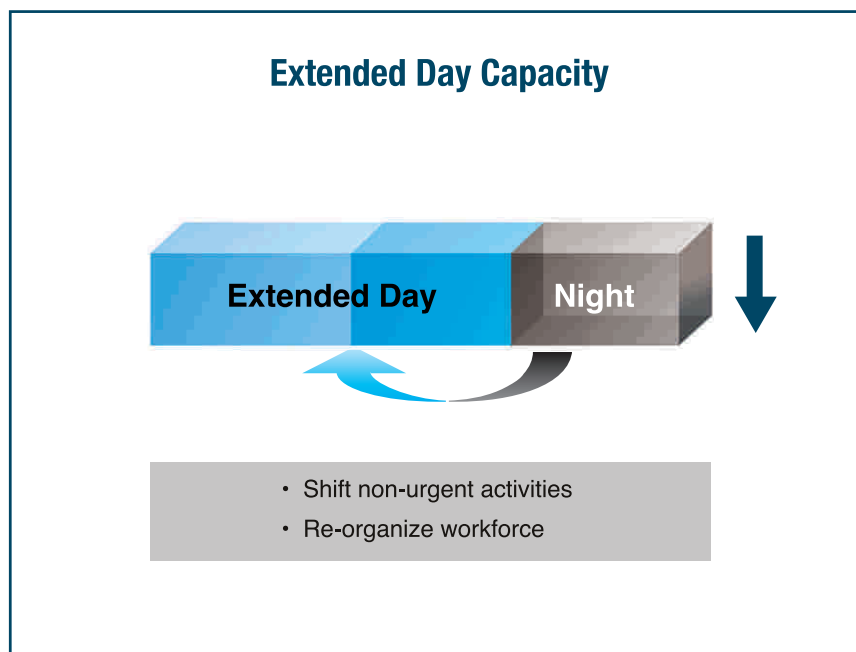 Extended Day Capacity
Extended Day
Night
• Shift non-urgent activities
• Re-organize workforce